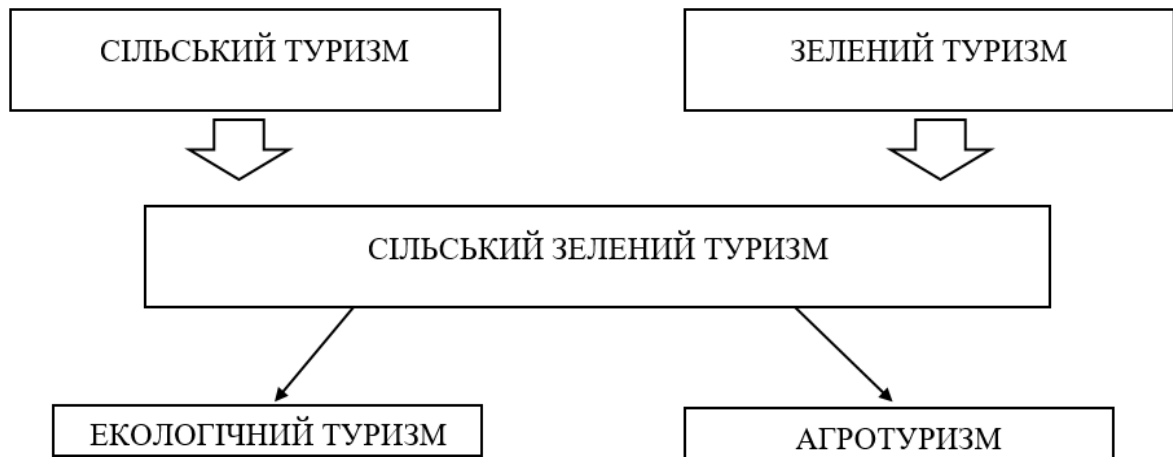 СІЛЬСЬКИЙ ТУРИЗМ
ЗЕЛЕНИЙ ТУРИЗМ
СІЛЬСЬКИЙ ЗЕЛЕНИЙ ТУРИЗМ
ЕКОЛОГІЧНИЙ ТУРИЗМ
АГРОТУРИЗМ